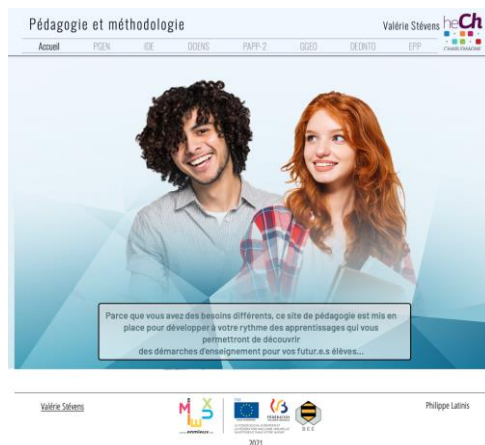 Pédagogie et méthodologie
Valérie Stévens
heCh
CHARLEMAGNE
Accueil PGEN IDE DOENS PAPP-2 GGEO DEONTO EPP
Parce que vous avez des besoins différents, ce site de pédagogie est mis en
place pour développer à votre rythme des apprentissages qui vous
permettront de découvrir
des démarches d'enseignement pour vos futur.e.s élèves...
Valérie Stévens
Philippe Latinis
2021